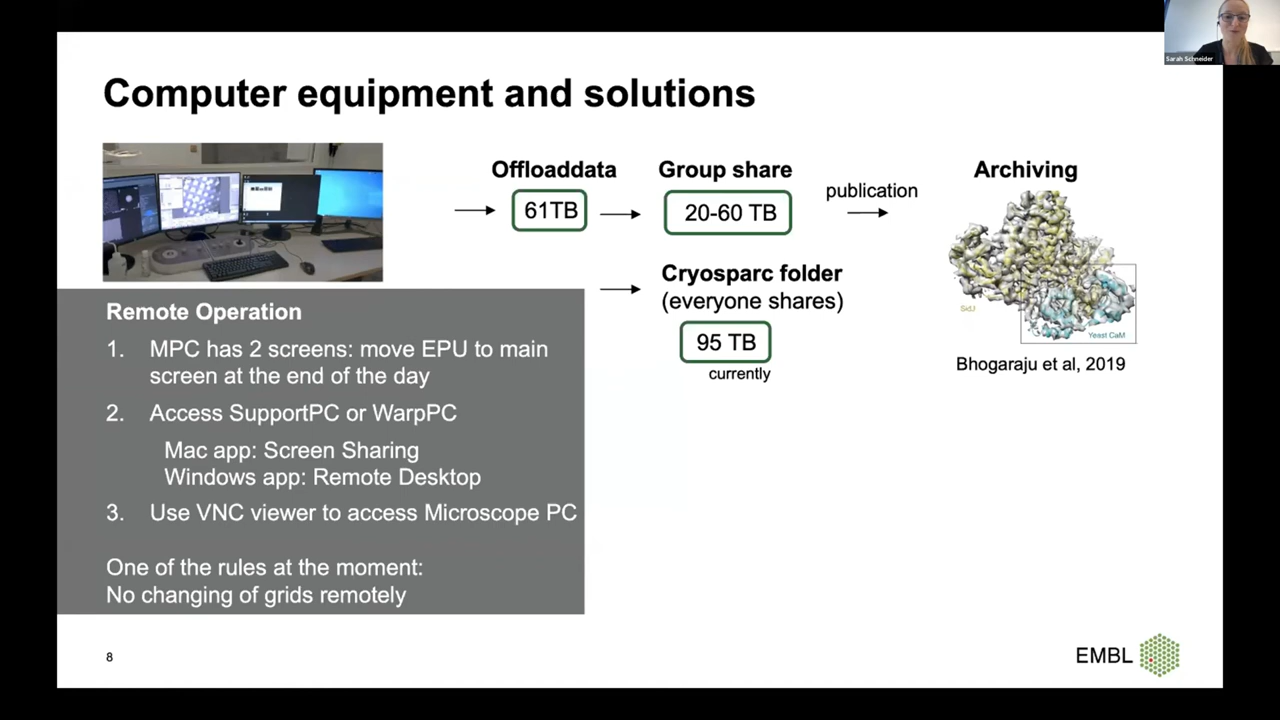 Sarah Schneider
Computer equipment and solutions
Offloaddata
61TB
Group share
20-60 TB
publication
Archiving
Cryosparc folder
(everyone shares)
95 TB
currently
SidJ
Yeast CaM
Bhogaraju et al, 2019
Remote Operation
1. MPC has 2 screens: move EPU to main
screen at the end of the day
2. Access SupportPC or WarpPC
Mac app: Screen Sharing
Windows app: Remote Desktop
3. Use VNC viewer to access Microscope PC
One of the rules at the moment:
No changing of grids remotely
8
EMBL